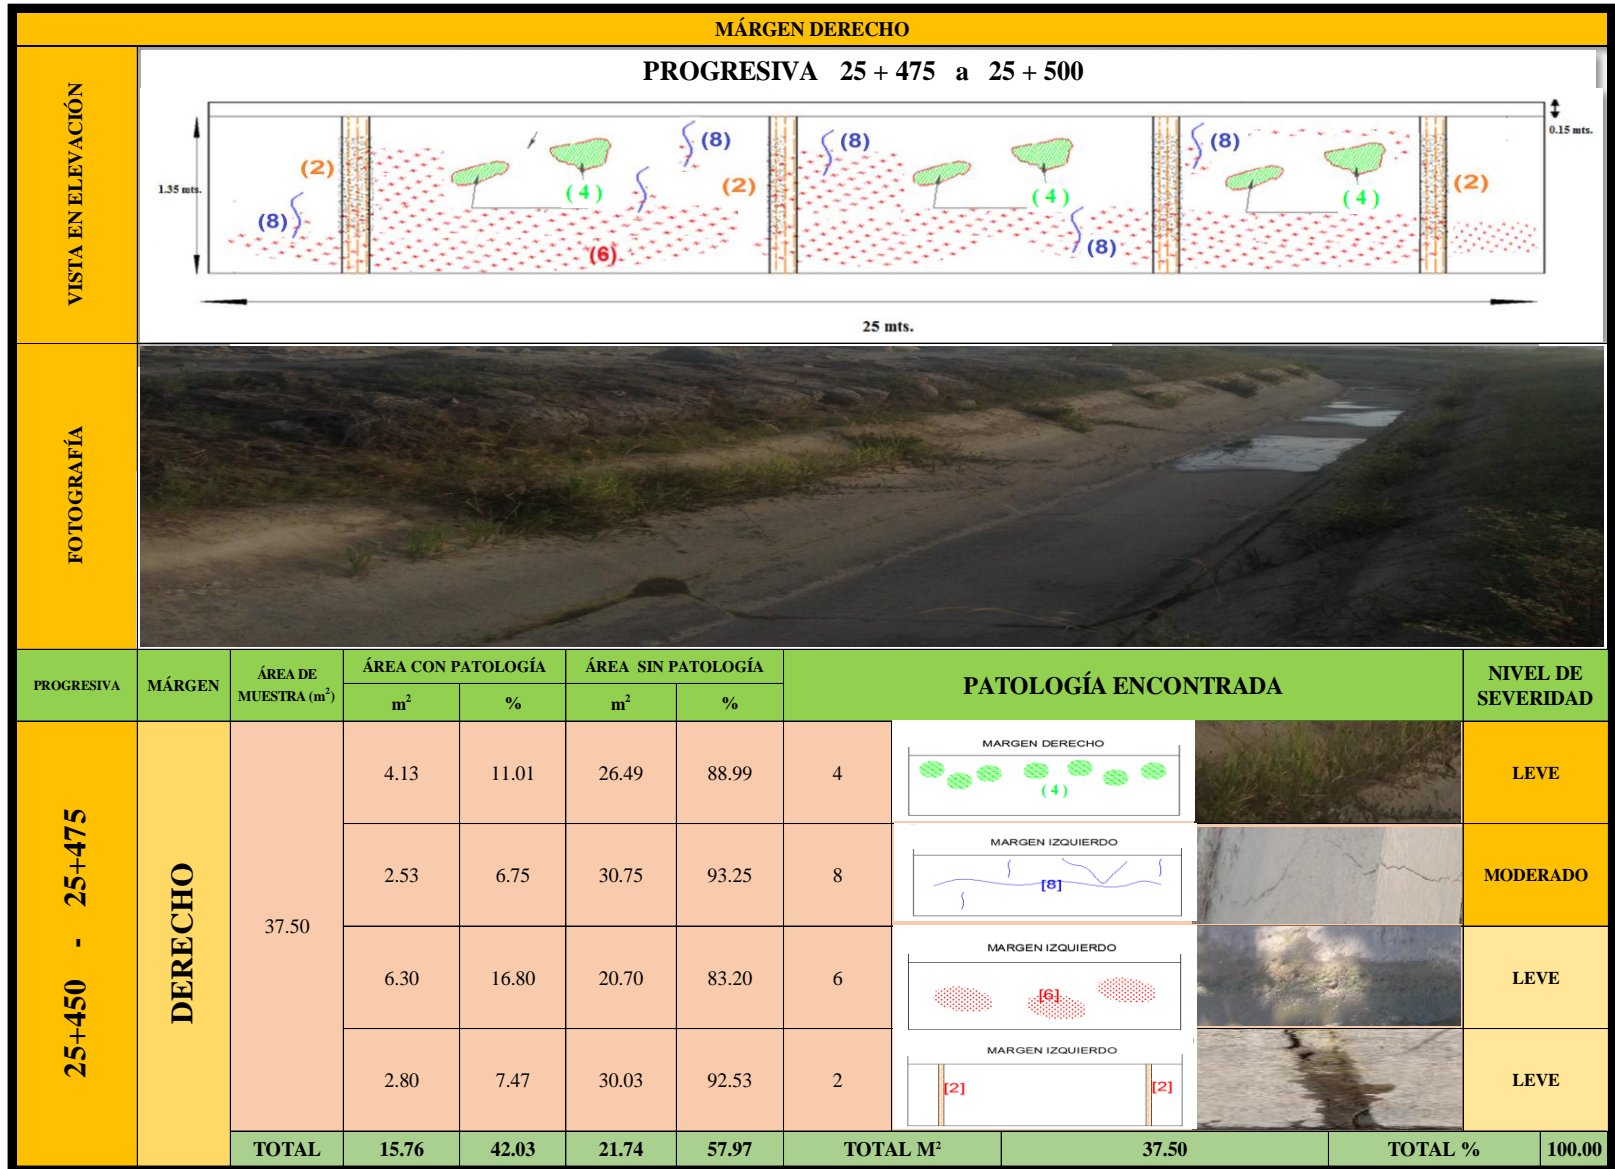 MÁRGEN DERECHO
VISTA EN ELEVACIÓN
PROGRESIVA 25 + 475 a 25 + 500
0.15 mts.
1.35 mts.
(8)
(2)
(4)
(6)
(8)
(2)
(8)
(4)
(8)
(8)
(4)
(2)
25 mts.
FOTOGRAFÍA
PROGRESIVA
MÁRGEN
ÁREA DE MUESTRA (m²)
ÁREA CON PATOLOGÍA
m² %
ÁREA SIN PATOLOGÍA
m² %
PATOLOGÍA ENCONTRADA
NIVEL DE SEVERIDAD
25+450 - 25+475
DERECHO
37.50
4.13 11.01 26.49 88.99 4
MARGEN DERECHO
(4)
LEVE
2.53 6.75 30.75 93.25 8
MARGEN IZQUIERDO
[8]
MODERADO
6.30 16.80 20.70 83.20 6
MARGEN IZQUIERDO
[6]
LEVE
2.80 7.47 30.03 92.53 2
MARGEN IZQUIERDO
[2] [2]
LEVE
TOTAL 15.76 42.03 21.74 57.97 TOTAL M² 37.50 TOTAL % 100.00